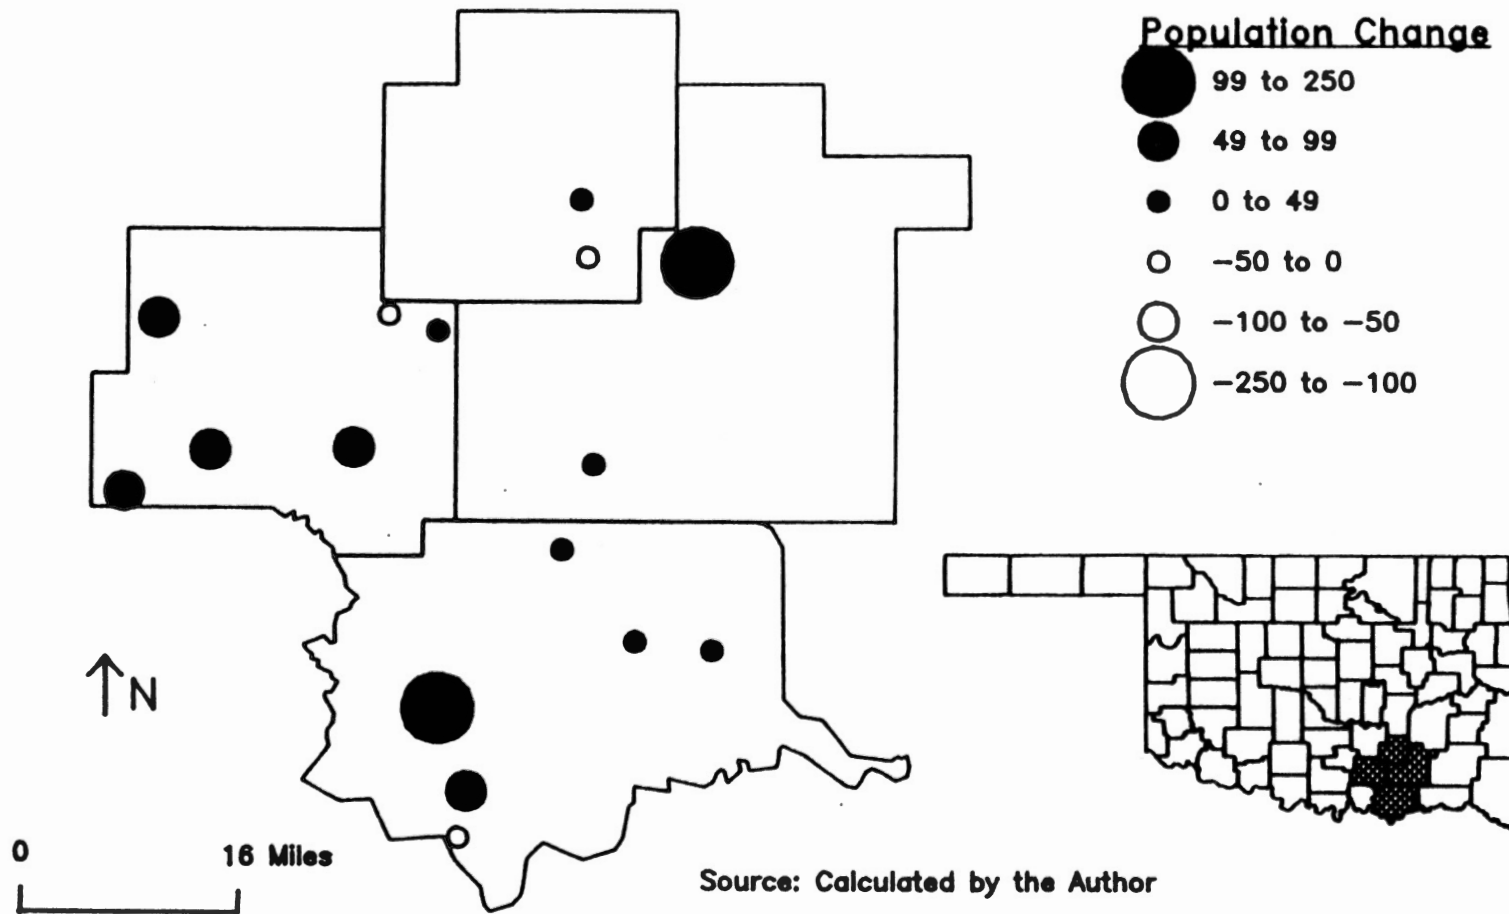 Population Change
99 to 250
49 to 99
0 to 49
−50 to 0
−100 to −50
−250 to −100
N
0 16 Miles
Source: Calculated by the Author